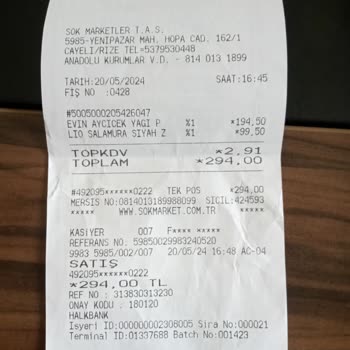 SOK MARKETLER T.A.S.
5985-YENIPAZAR MAH. HOPA CAD. 162/1
CAYELI/RIZE TEL=5379530448
ANADOLU KURUMLAR V.D. - 814 013 1899
TARIH:20/05/2024 SAAT:16:45
FIŞ NO :0428
#5005000205426047
EVIN AYCICEK YAGI P %1 *194,50
LIO SALAMURA SIYAH Z %1 *99,50
TOPKDV *2,91
TOPLAM *294,00
#492095******0222 TEK POS *294,00
MERSIS NO:0814013189988099 SICIL:424593
***** WWW.SOKMARKET.COM.TR *****
KASIYER 007 F**** *****
REFERANS NO. 59850029983240520
9983 5985/002/007 20/05/24 16:48 AC-04
SATIŞ
492095******0222
*294,00 TL
REF NO : 313830313230
ONAY KODU : 180120
HALKBANK
Isyeri ID:000000002308005 Sira No:000021
Terminal ID:01337688 Batch No:001423